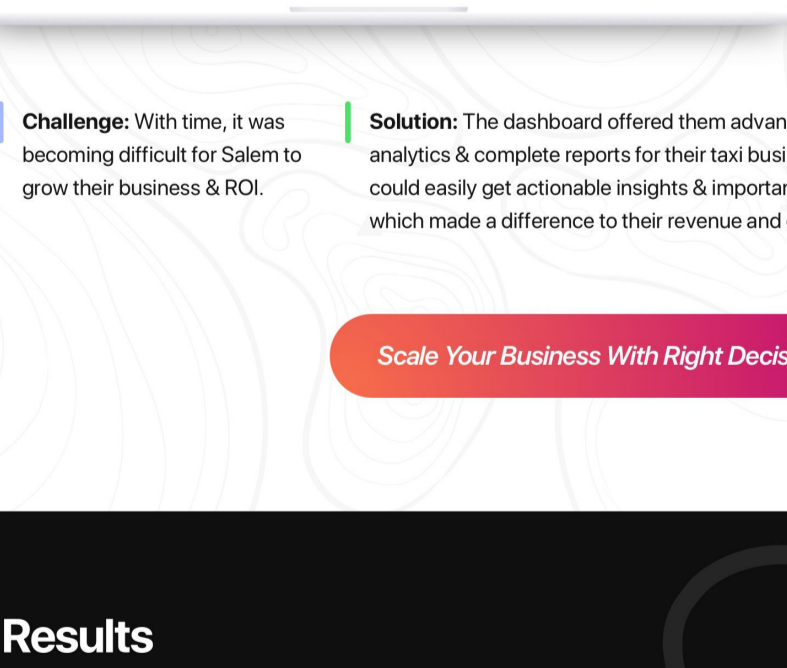 Challenge: With time, it was
becoming difficult for Salem to
grow their business & ROI.
Solution: The dashboard offered them advan
analytics & complete reports for their taxi busi
could easily get actionable insights & importan
which made a difference to their revenue and
Scale Your Business With Right Decis
Results